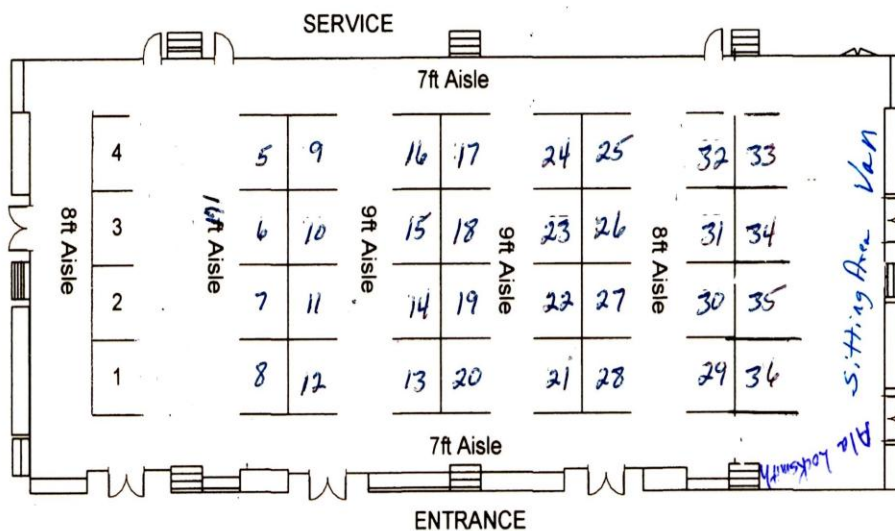 SERVICE
7ft Aisle
4 5 9 16 17 24 25 32 33
3 6 10 15 18 23 26 31 34
2 7 11 14 19 22 27 30 35
1 8 12 13 20 21 28 29 36
8ft Aisle
16ft Aisle
9ft Aisle
9ft Aisle
8ft Aisle
Sitting Area Van
Ala Locksmith
7ft Aisle
ENTRANCE